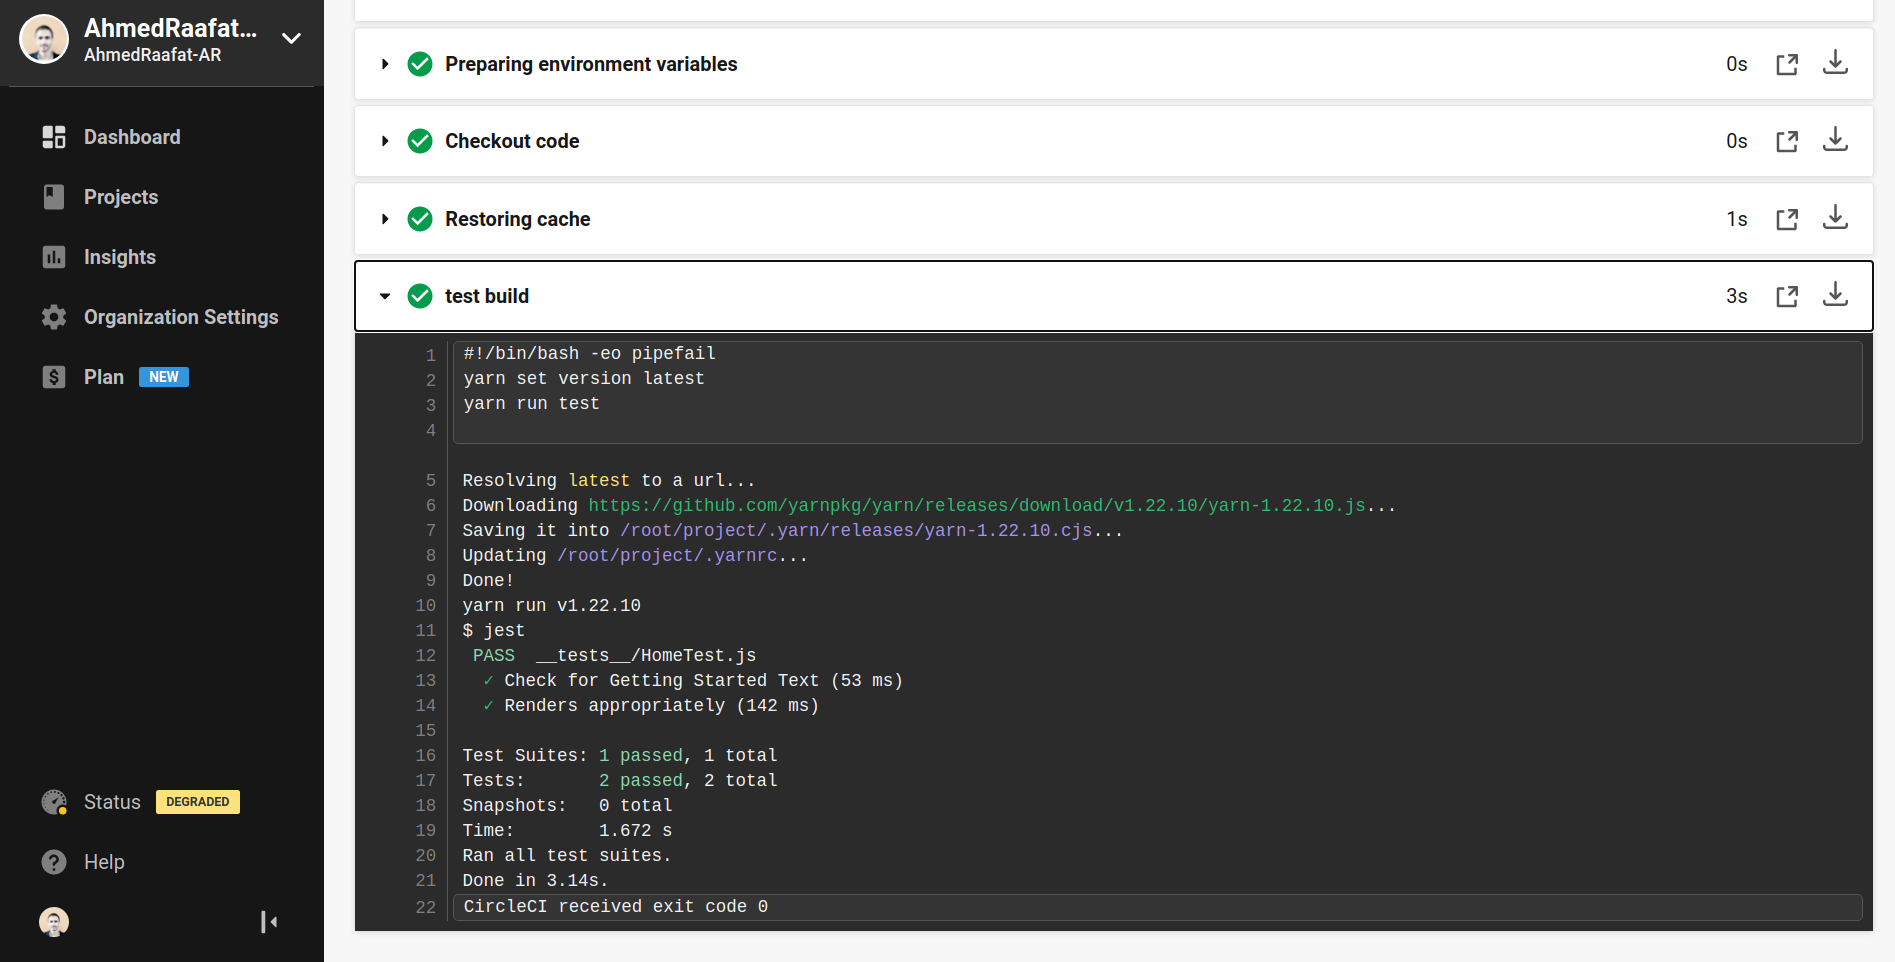 AhmedRaafat...
AhmedRaafat-AR
Dashboard
Projects
Insights
Organization Settings
Plan NEW
Status DEGRADED
Help
Preparing environment variables 0s
Checkout code 0s
Restoring cache 1s
test build 3s
1 #!/bin/bash -eo pipefail
2 yarn set version latest
3 yarn run test
4
5 Resolving latest to a url...
6 Downloading https://github.com/yarnpkg/yarn/releases/download/v1.22.10/yarn-1.22.10.js...
7 Saving it into /root/project/.yarn/releases/yarn-1.22.10.cjs...
8 Updating /root/project/.yarnrc...
9 Done!
10 yarn run v1.22.10
11 $ jest
12 PASS __tests__/HomeTest.js
13 ✓ Check for Getting Started Text (53 ms)
14 ✓ Renders appropriately (142 ms)
15
16 Test Suites: 1 passed, 1 total
17 Tests: 2 passed, 2 total
18 Snapshots: 0 total
19 Time: 1.672 s
20 Ran all test suites.
21 Done in 3.14s.
22 CircleCI received exit code 0